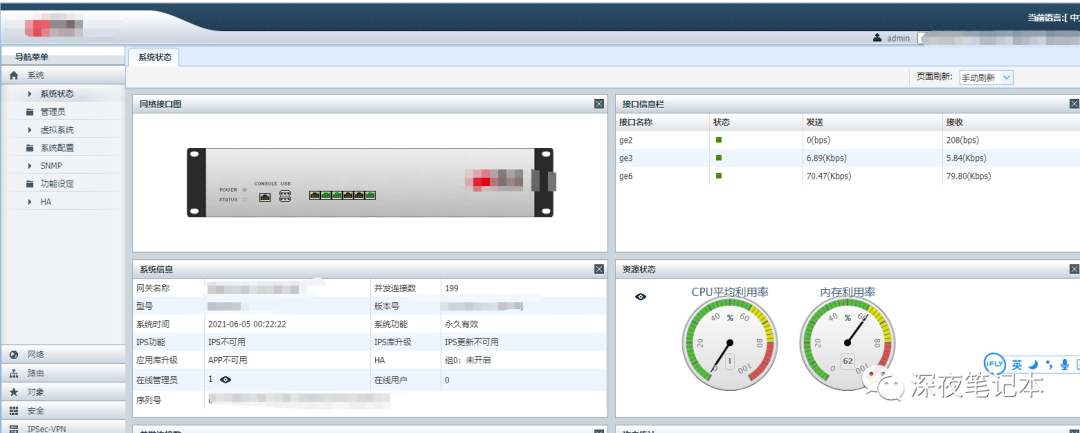 当前语言:[ 中
admin
导航菜单
系统状态
系统
页面刷新: 手动刷新
系统状态
管理员
虚拟系统
系统配置
SNMP
功能设定
HA
网络接口图
POWER
STATUS
CONSOLE USB
接口信息栏
接口名称 状态 发送 接收
ge2 0(bps) 208(bps)
ge3 6.89(Kbps) 5.84(Kbps)
ge6 70.47(Kbps) 79.80(Kbps)
系统信息
网关名称 并发连接数 199
型号 版本号
系统时间 2021-06-05 00:22:22 系统功能 永久有效
IPS功能 IPS不可用 IPS库升级 IPS更新不可用
应用库升级 APP不可用 HA 组0: 未开启
在线管理员 1 在线用户 0
序列号
资源状态
CPU平均利用率
0 20 40 % 60 80 100
1
内存利用率
0 20 40 % 60 80 100
62
网络
路由
对象
安全
IPSec-VPN
iFLY 英
深夜笔记本